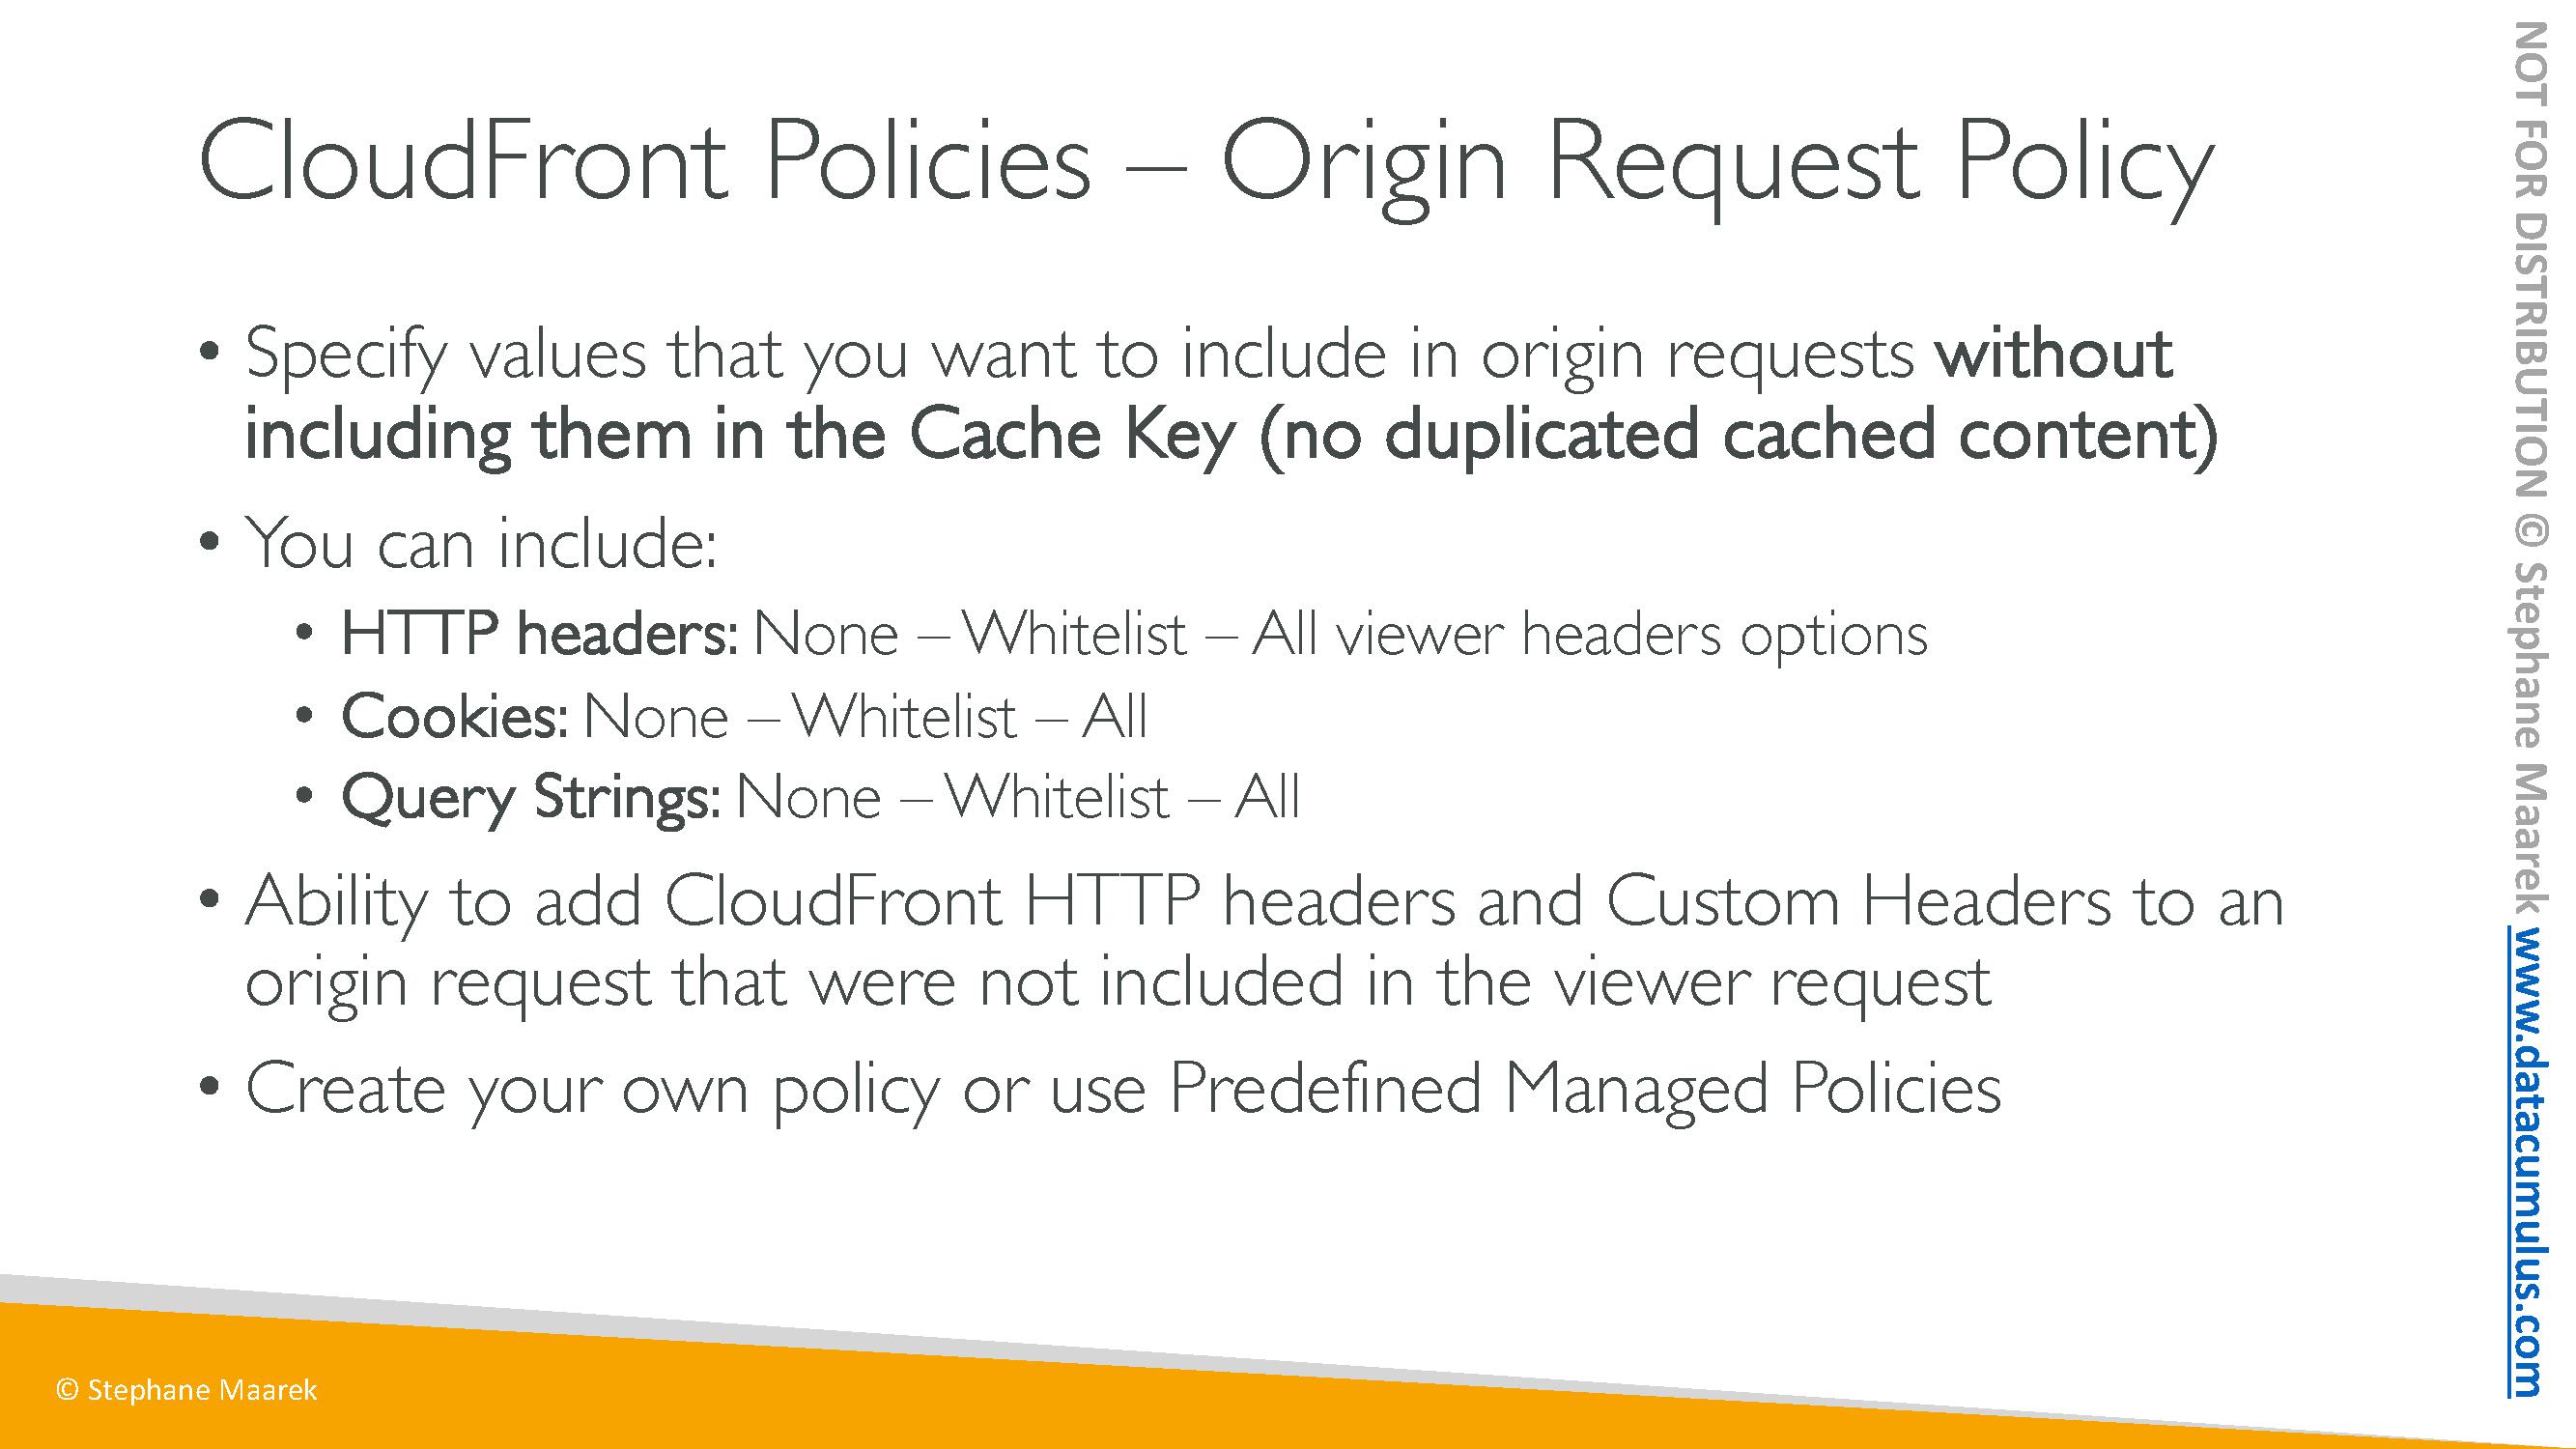 CloudFront Policies – Origin Request Policy
• Specify values that you want to include in origin requests without
including them in the Cache Key (no duplicated cached content)
• You can include:
• HTTP headers: None – Whitelist – All viewer headers options
• Cookies: None – Whitelist – All
• Query Strings: None – Whitelist – All
• Ability to add CloudFront HTTP headers and Custom Headers to an
origin request that were not included in the viewer request
• Create your own policy or use Predefined Managed Policies
© Stephane Maarek
NOT FOR DISTRIBUTION © Stephane Maarek www.datacumulus.com